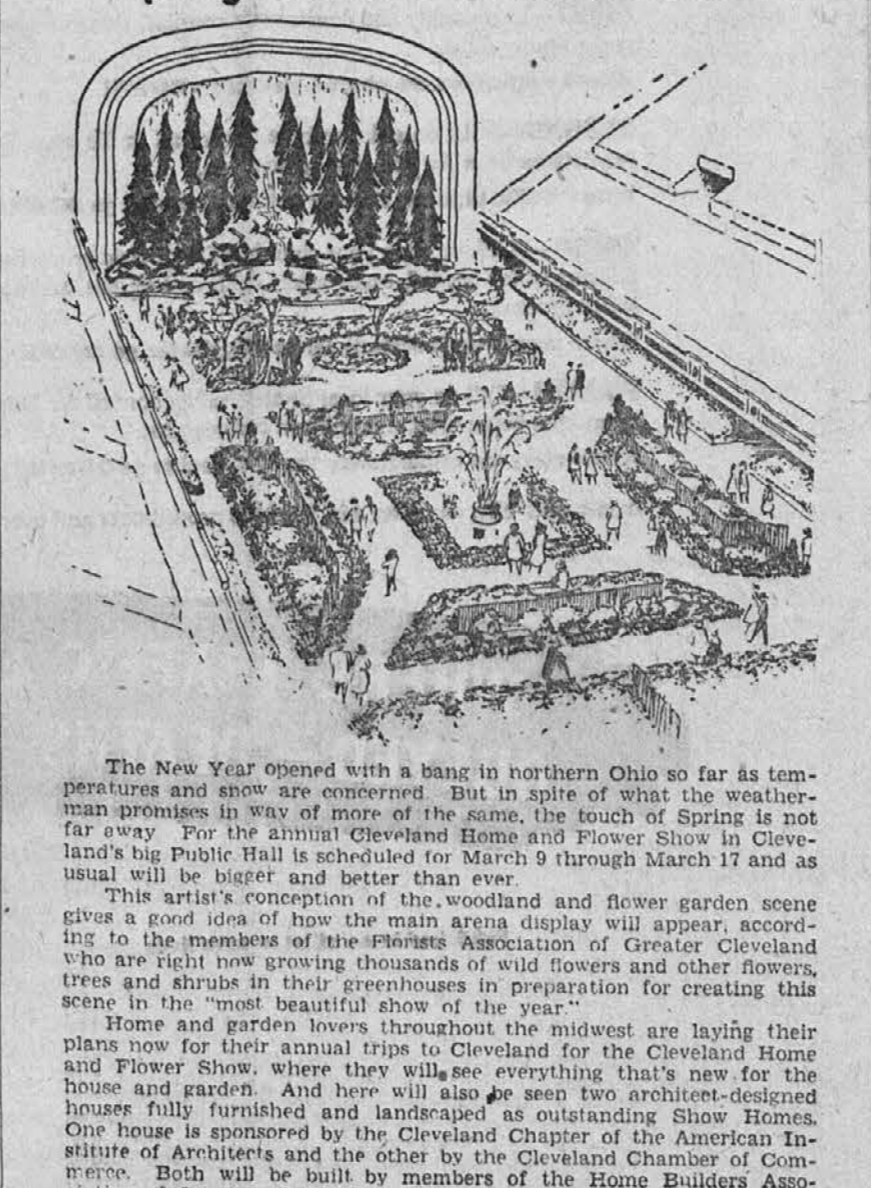 The New Year opened with a bang in northern Ohio so far as tem-
peratures and snow are concerned But in spite of what the weather-
man promises in way of more of the same, the touch of Spring is not
far away For the annual Cleveland Home and Flower Show in Cleve-
land's big Public Hall is scheduled for March 9 through March 17 and as
usual will be bigger and better than ever.
This artist's conception of the woodland and flower garden scene
gives a good idea of how the main arena display will appear, accord-
ing to the members of the Florists Association of Greater Cleveland
who are right now growing thousands of wild flowers and other flowers,
trees and shrubs in their greenhouses in preparation for creating this
scene in the "most beautiful show of the year."
Home and garden lovers throughout the midwest are laying their
plans now for their annual trips to Cleveland for the Cleveland Home
and Flower Show, where they will see everything that's new for the
house and garden. And here will also be seen two architect-designed
houses fully furnished and landscaped as outstanding Show Homes.
One house is sponsored by the Cleveland Chapter of the American In-
stitute of Architects and the other by the Cleveland Chamber of Com-
merce. Both will be built by members of the Home Builders' Asso-